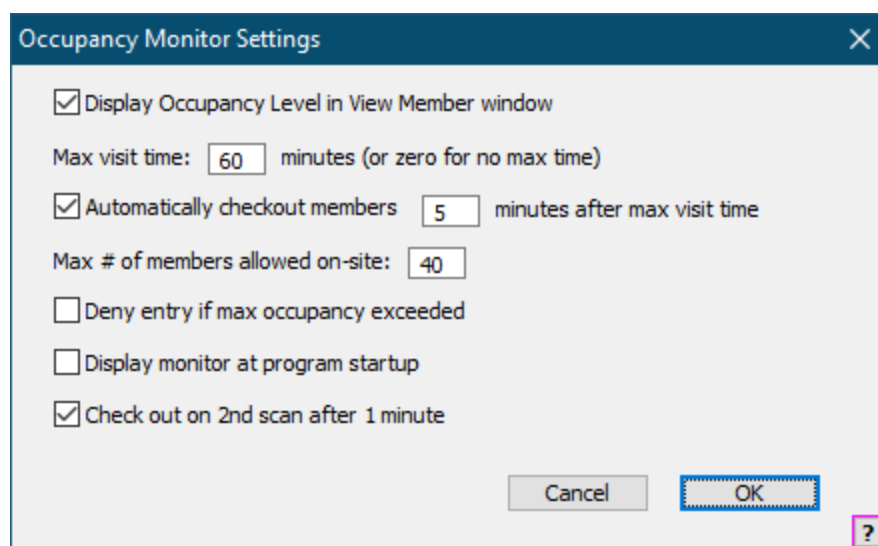 Occupancy Monitor Settings
Display Occupancy Level in View Member window
Max visit time: 60 minutes (or zero for no max time)
Automatically checkout members 5 minutes after max visit time
Max # of members allowed on-site: 40
Deny entry if max occupancy exceeded
Display monitor at program startup
Check out on 2nd scan after 1 minute
Cancel OK
?